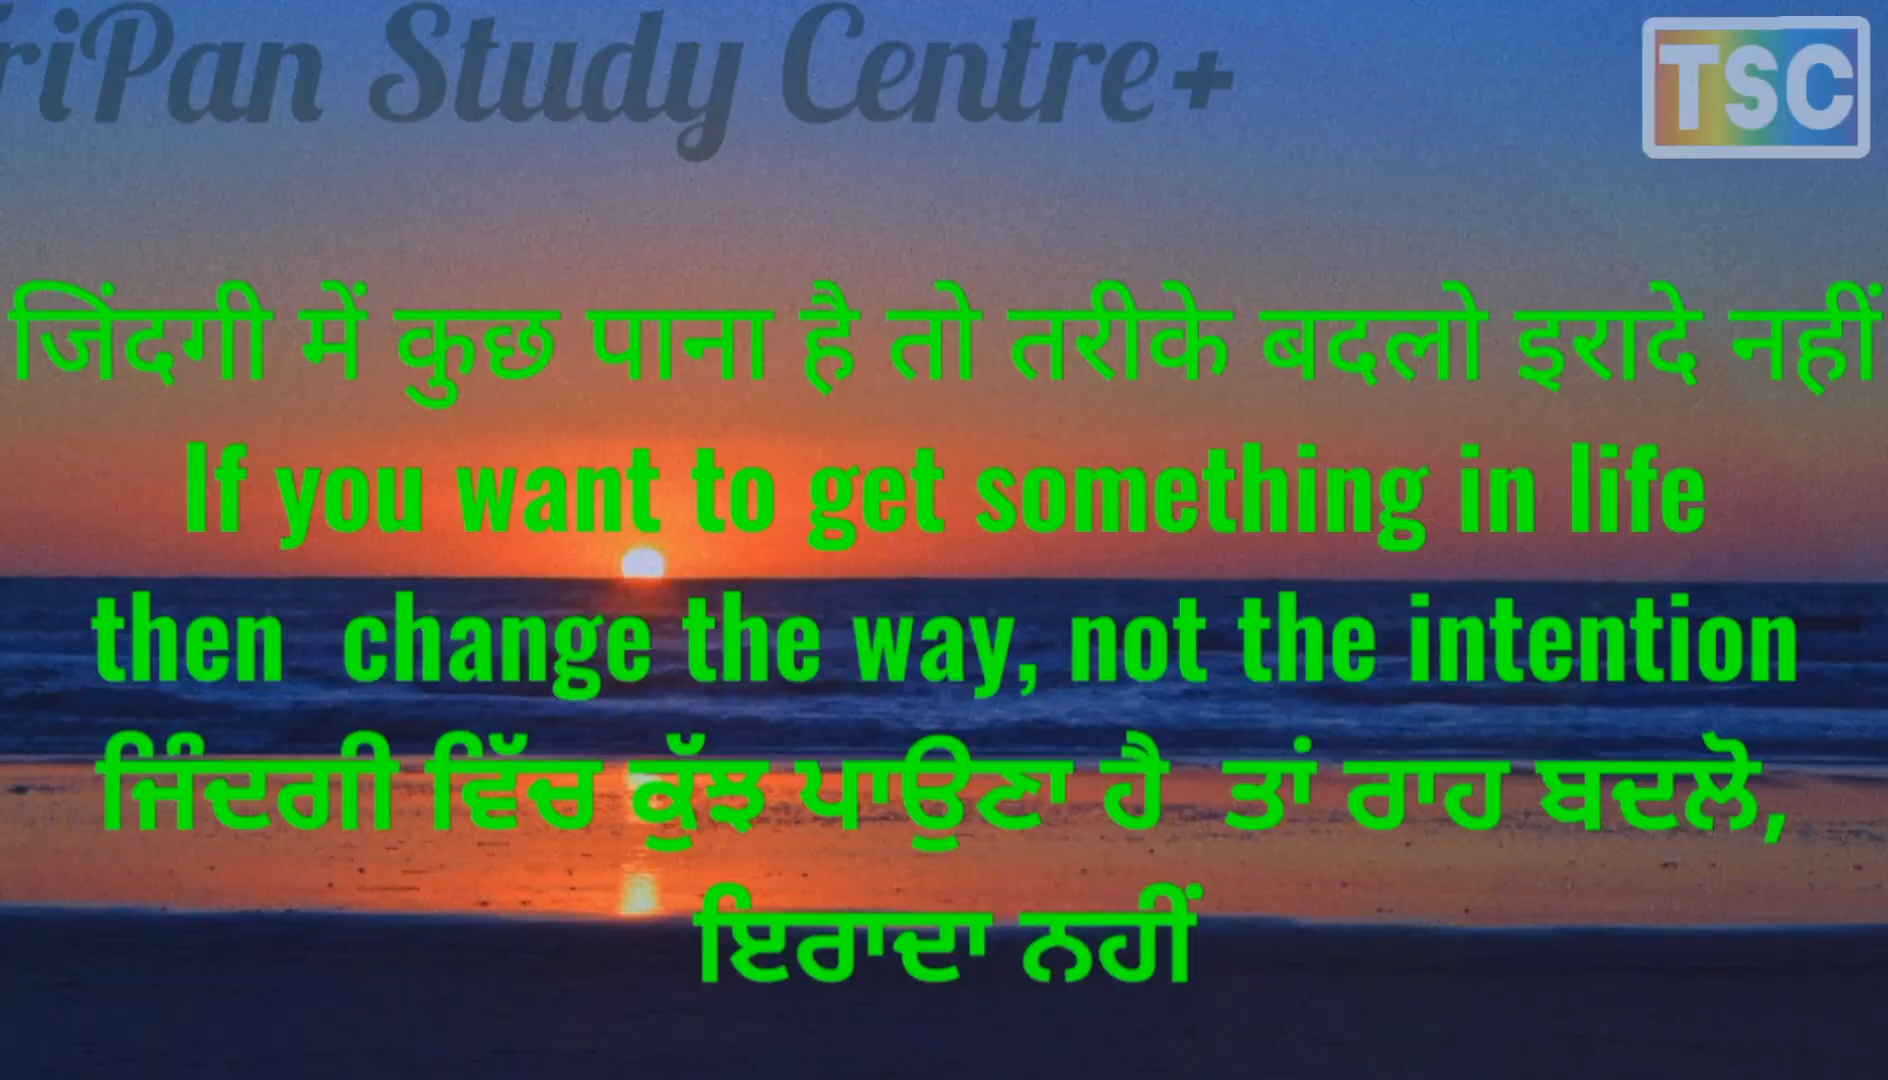 riPan Study Centre+
TSC
जिंदगी में कुछ पाना है तो तरीके बदलो इरादे नहीं
If you want to get something in life
then change the way, not the intention
ਜ਼ਿੰਦਗੀ ਵਿੱਚ ਕੁੱਝ ਪਾਉਣਾ ਹੈ ਤਾਂ ਰਾਹ ਬਦਲੋ,
ਇਰਾਦਾ ਨਹੀਂ